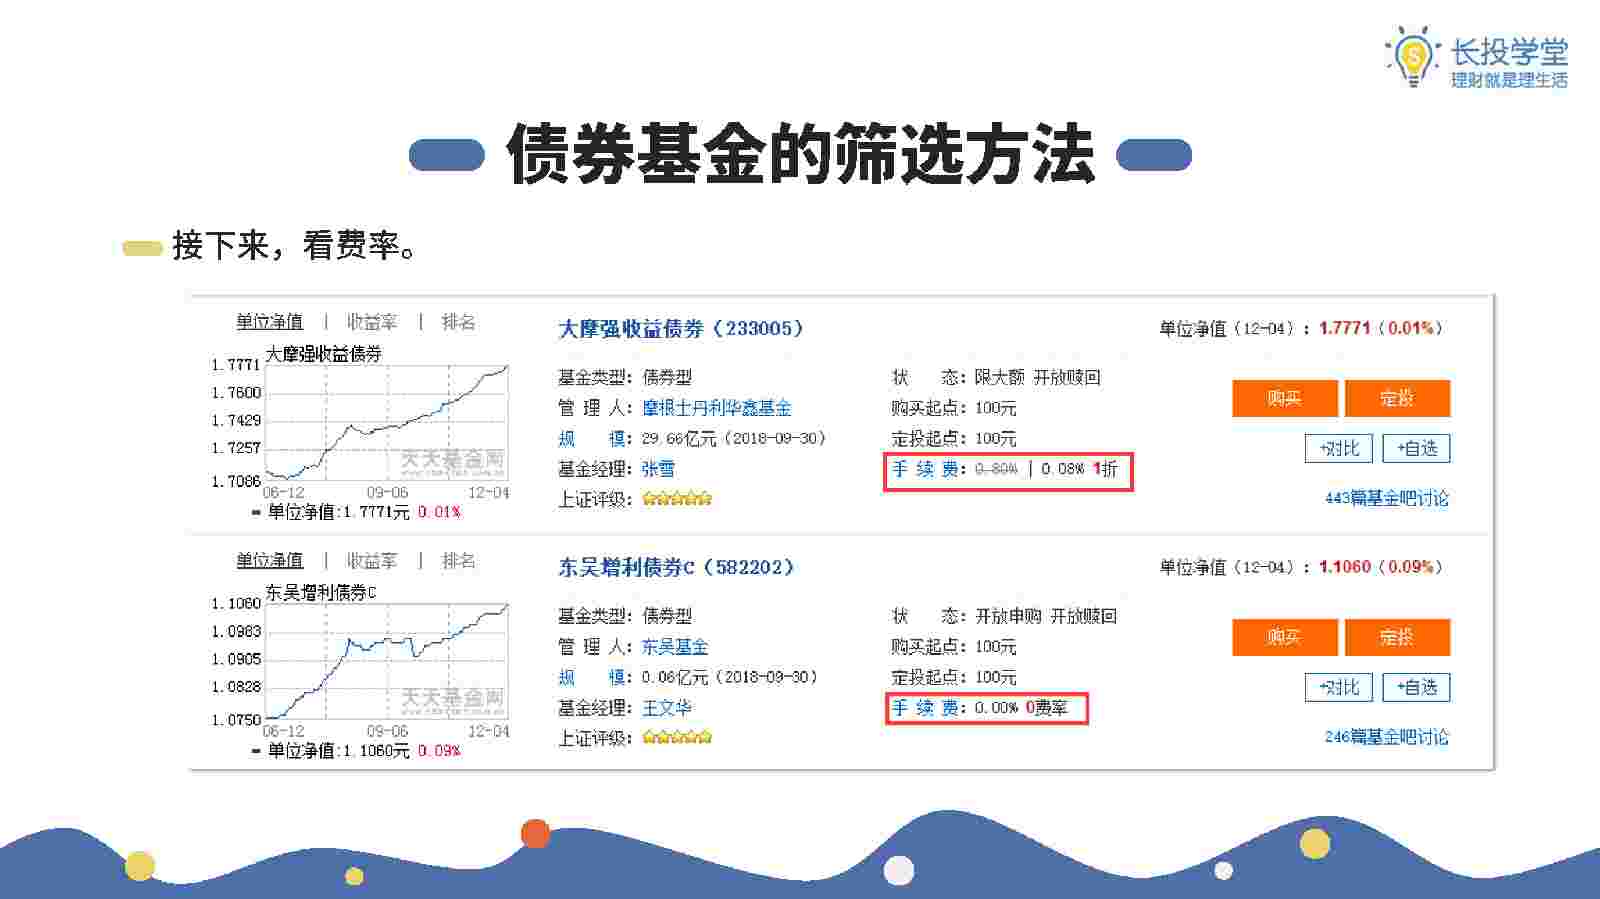 长投学堂
理财就是理生活
债券基金的筛选方法
接下来，看费率。
单位净值 | 收益率 | 排名
大摩强收益债券
1.7771
1.7600
1.7429
1.7257
1.7086
天天基金网
06-12 09-06 12-04
单位净值:1.7771元 0.01%
大摩强收益债券（233005）
基金类型：债券型
管 理 人：摩根士丹利华鑫基金
规 模：29.66亿元（2018-09-30）
基金经理：张雪
上证评级：
状 态：限大额 开放赎回
购买起点：100元
定投起点：100元
手 续 费：0.80% | 0.08% 1折
单位净值（12-04）：1.7771（0.01%）
购买 定投
+对比 +自选
443篇基金吧讨论
单位净值 | 收益率 | 排名
东吴增利债券C
1.1060
1.0983
1.0905
1.0828
1.0750
天天基金网
06-12 09-06 12-04
单位净值:1.1060元 0.09%
东吴增利债券C（582202）
基金类型：债券型
管 理 人：东吴基金
规 模：0.06亿元（2018-09-30）
基金经理：王文华
上证评级：
状 态：开放申购 开放赎回
购买起点：100元
定投起点：100元
手 续 费：0.00% 0费率
单位净值（12-04）：1.1060（0.09%）
购买 定投
+对比 +自选
246篇基金吧讨论